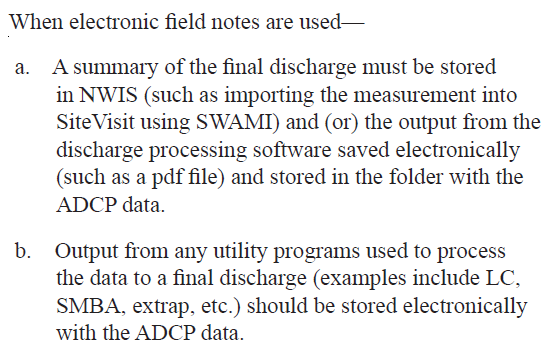 When electronic field notes are used—
a. A summary of the final discharge must be stored
in NWIS (such as importing the measurement into
SiteVisit using SWAMI) and (or) the output from the
discharge processing software saved electronically
(such as a pdf file) and stored in the folder with the
ADCP data.
b. Output from any utility programs used to process
the data to a final discharge (examples include LC,
SMBA, extrap, etc.) should be stored electronically
with the ADCP data.